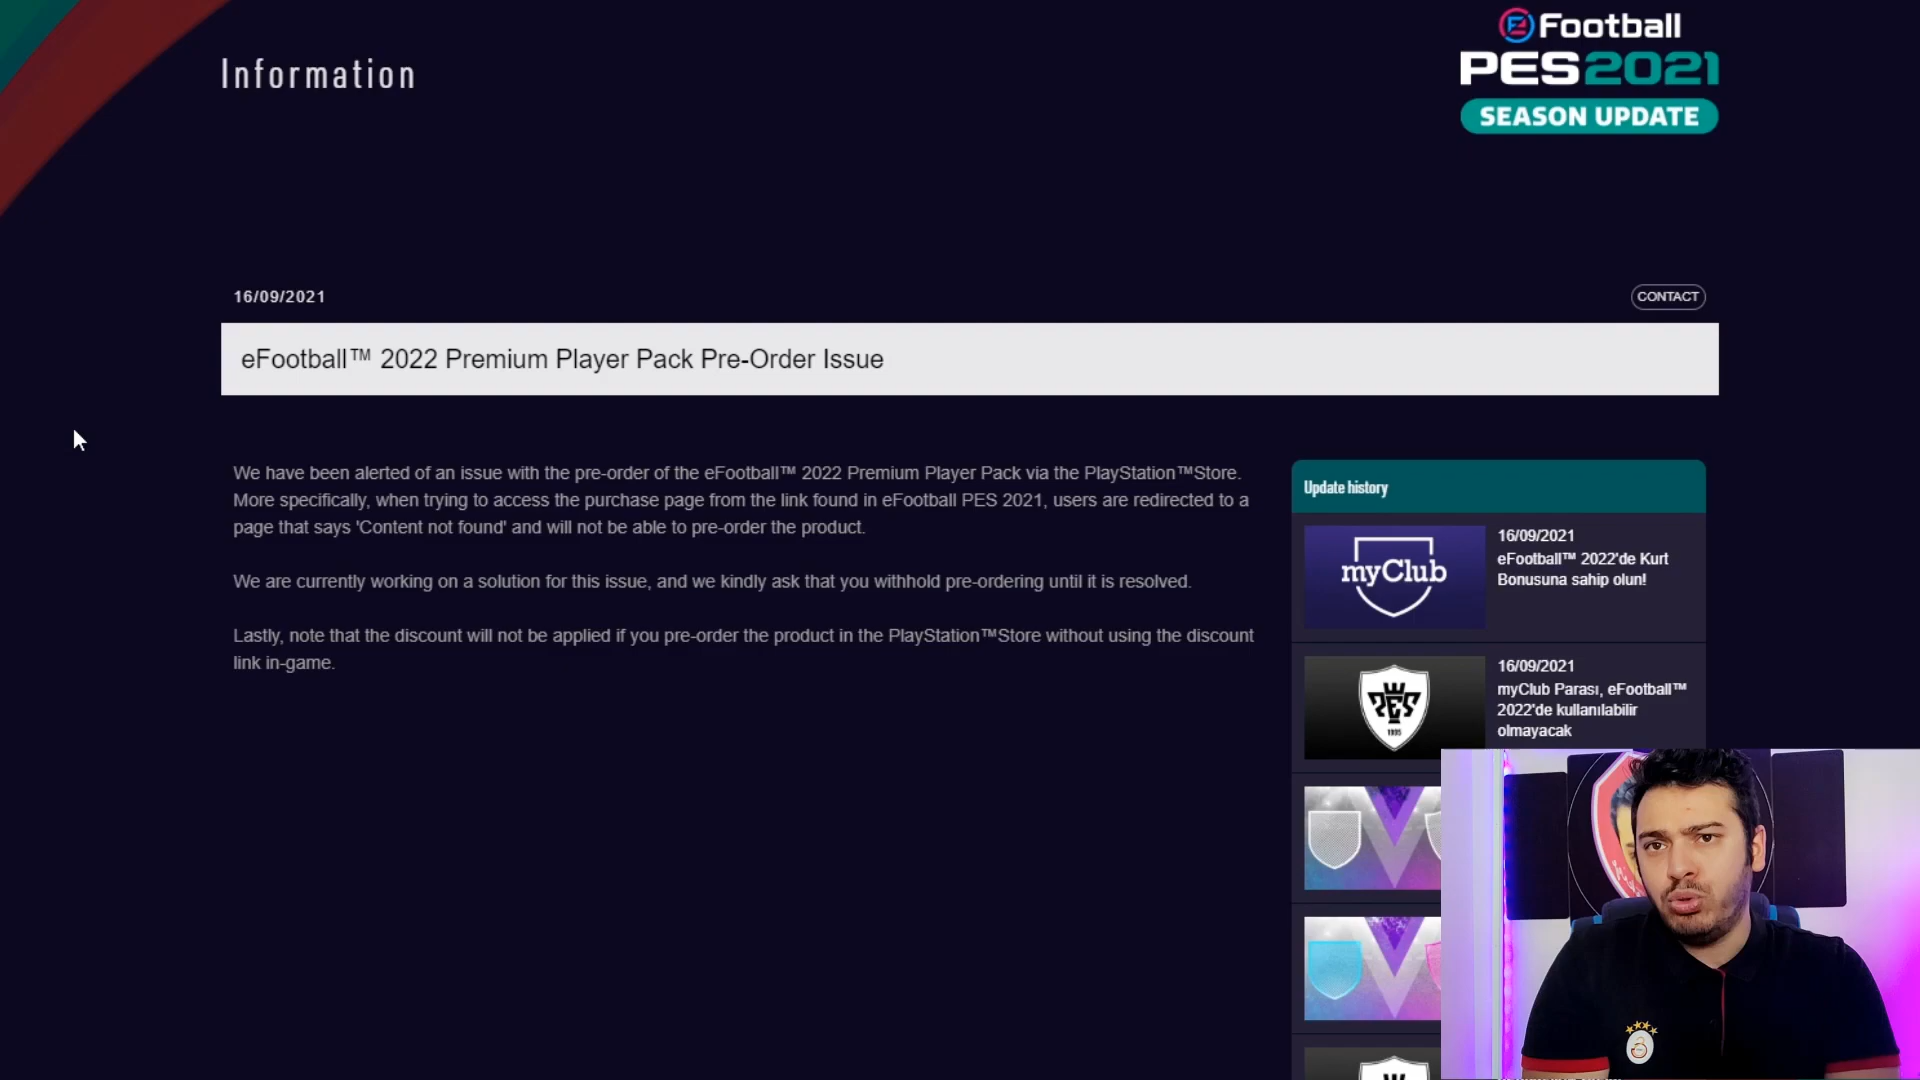 Information
eFootball
PES2021
SEASON UPDATE
16/09/2021
CONTACT
eFootball™ 2022 Premium Player Pack Pre-Order Issue
We have been alerted of an issue with the pre-order of the eFootball™ 2022 Premium Player Pack via the PlayStation™Store.
More specifically, when trying to access the purchase page from the link found in eFootball PES 2021, users are redirected to a
page that says 'Content not found' and will not be able to pre-order the product.
We are currently working on a solution for this issue, and we kindly ask that you withhold pre-ordering until it is resolved.
Lastly, note that the discount will not be applied if you pre-order the product in the PlayStation™Store without using the discount
link in-game.
Update history
myClub
16/09/2021
eFootball™ 2022'de Kurt
Bonusuna sahip olun!
PES
1995
16/09/2021
myClub Parası, eFootball™
2022'de kullanılabilir
olmayacak